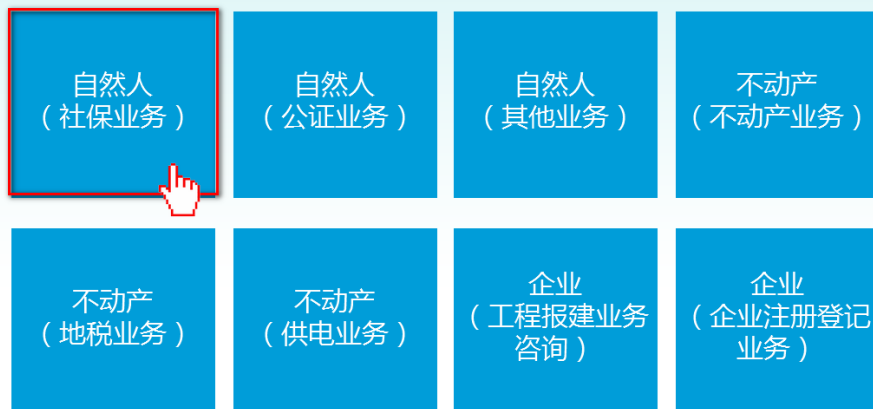 自然人
（社保业务）
自然人
（公证业务）
自然人
（其他业务）
不动产
（不动产业务）
不动产
（地税业务）
不动产
（供电业务）
企业
（工程报建业务
咨询）
企业
（企业注册登记
业务）